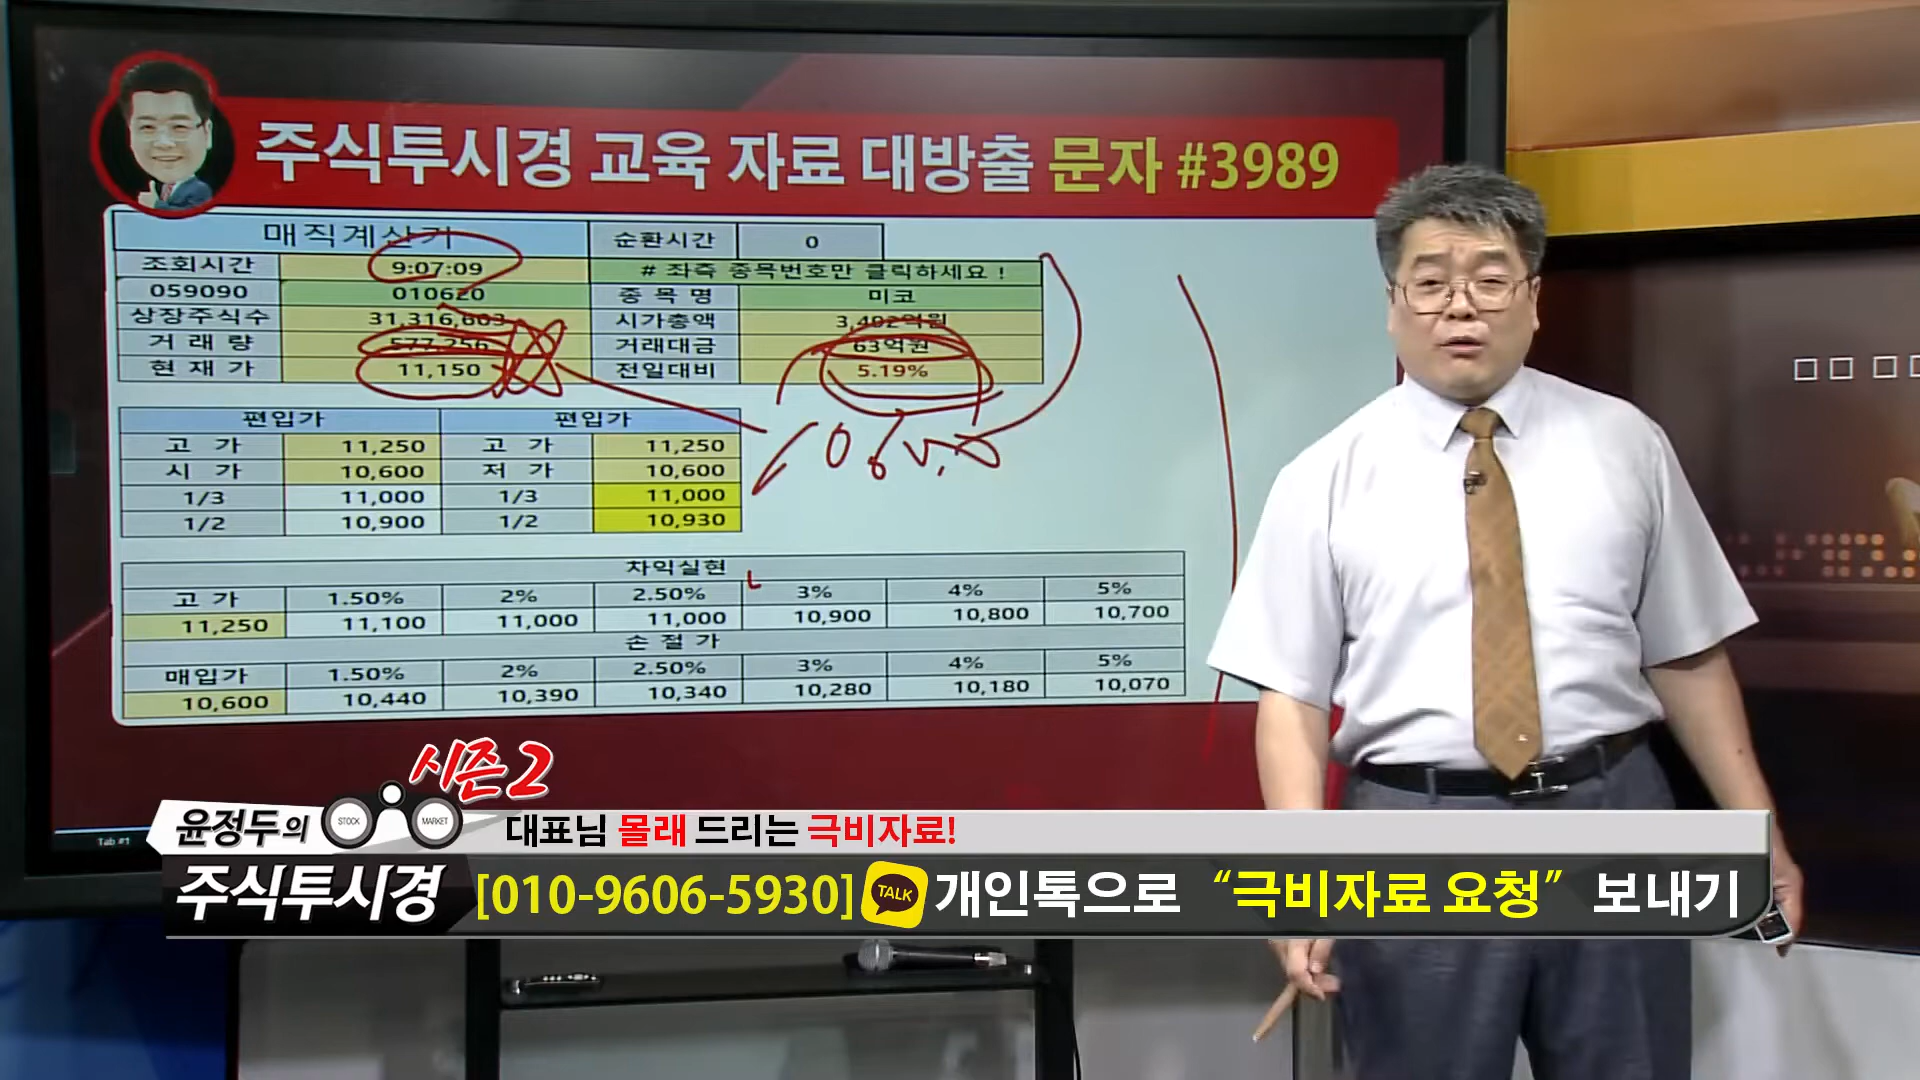 주식투시경 교육 자료 대방출 문자 #3989
매직계산기 순환시간 0
조회시간 9:07:09 # 좌측 종목번호만 클릭하세요 !
059090 010620 종 목 명 미코
상장주식수 31,316,603 시가총액 3,492억원
거 래 량 577,256 거래대금 63억원
현 재 가 11,150 전일대비 5.19%
편입가 편입가
고 가 11,250 고 가 11,250
시 가 10,600 저 가 10,600
1/3 11,000 1/3 11,000
1/2 10,900 1/2 10,930
차익실현
고 가 1.50% 2% 2.50% 3% 4% 5%
11,250 11,100 11,000 11,000 10,900 10,800 10,700
손 절 가
매입가 1.50% 2% 2.50% 3% 4% 5%
10,600 10,440 10,390 10,340 10,280 10,180 10,070
시즌2
윤정두의 STOCK MARKET 대표님 몰래 드리는 극비자료!
Tab #1
주식투시경 [010-9606-5930] TALK 개인톡으로 “극비자료 요청” 보내기